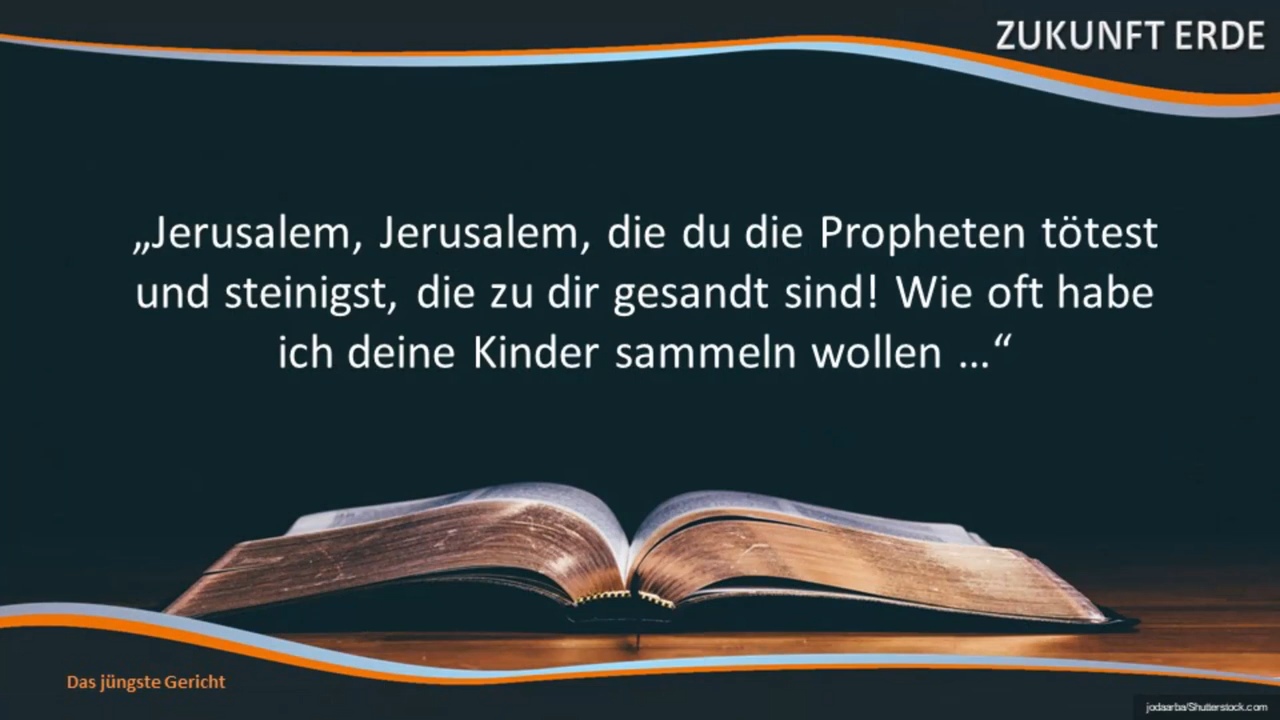 ZUKUNFT ERDE
„Jerusalem, Jerusalem, die du die Propheten tötest
und steinigst, die zu dir gesandt sind! Wie oft habe
ich deine Kinder sammeln wollen …“
Das jüngste Gericht
jodaarba/Shutterstock.com